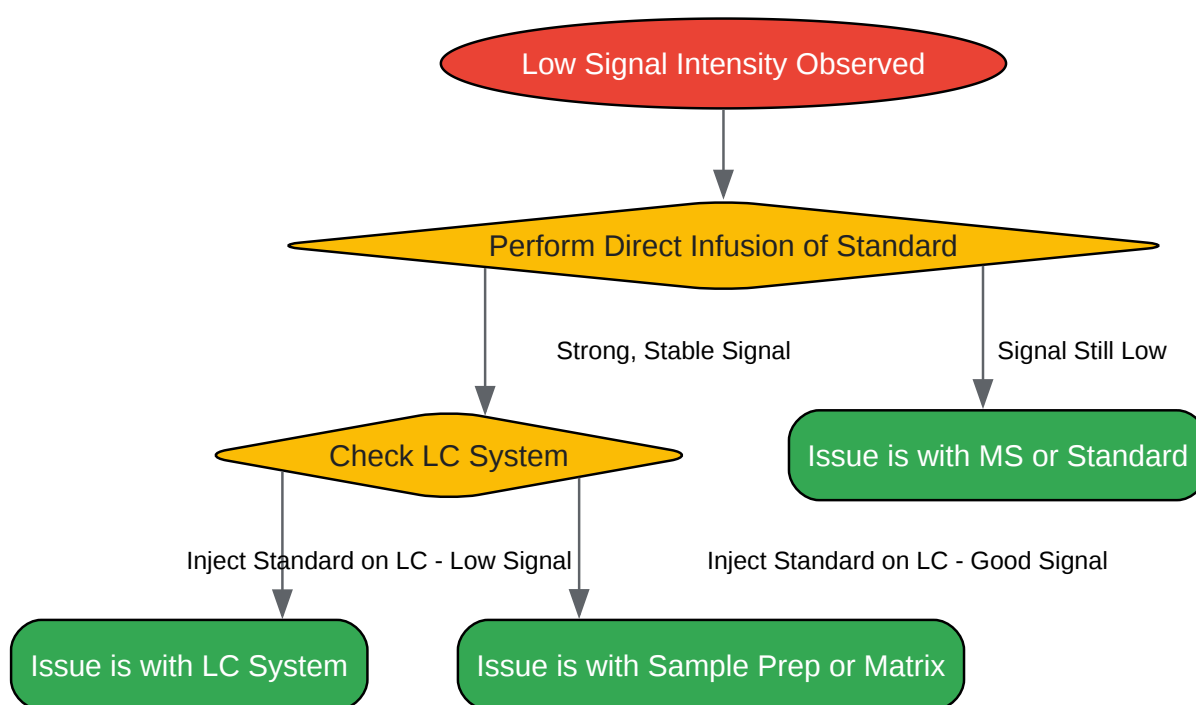 Low Signal Intensity Observed
Perform Direct Infusion of Standard
Strong, Stable Signal
Signal Still Low
Check LC System
Issue is with MS or Standard
Inject Standard on LC - Low Signal
Inject Standard on LC - Good Signal
Issue is with LC System
Issue is with Sample Prep or Matrix